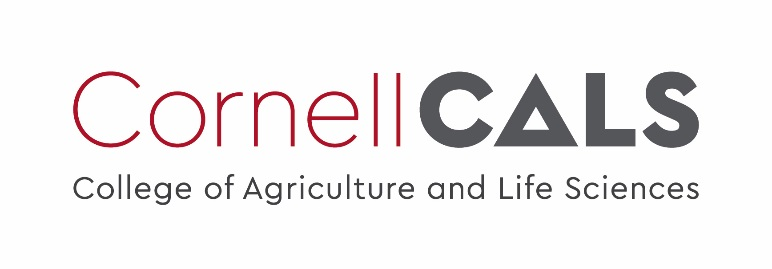 CornellCALS
College of Agriculture and Life Sciences